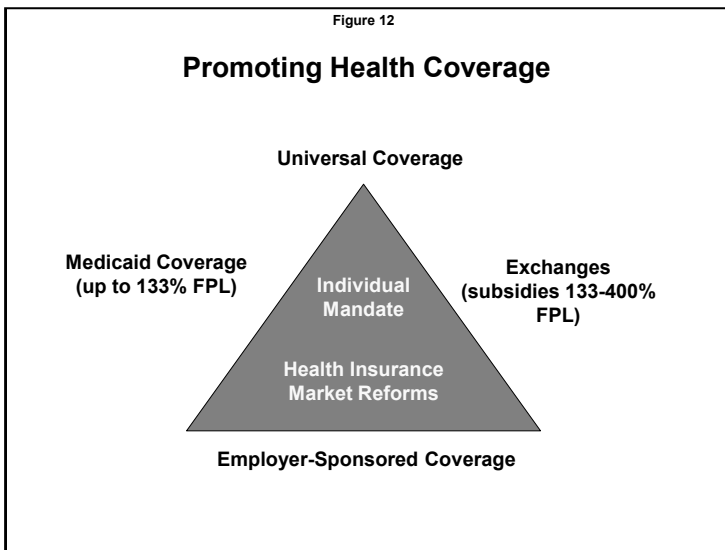 Figure 12
Promoting Health Coverage
Universal Coverage
Medicaid Coverage
(up to 133% FPL)
Individual
Mandate
Exchanges
(subsidies 133-400%
FPL)
Health Insurance
Market Reforms
Employer-Sponsored Coverage